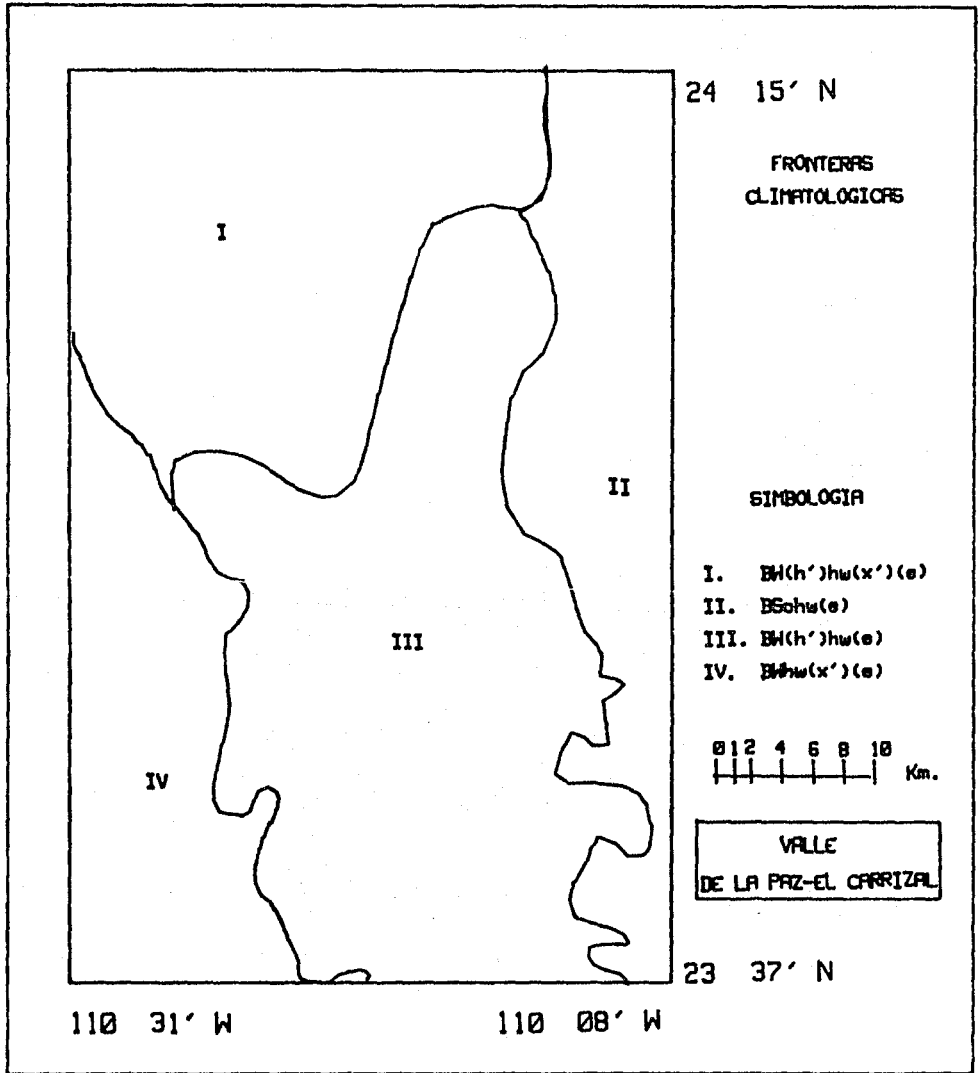 24 15′ N
FRONTERAS
CLIMATOLOGICAS
I
II
SIMBOLOGIA
I. BW(h′)hw(x′)(e)
II. BSohw(e)
III. BW(h′)hw(e)
IV. BWhw(x′)(e)
III
0 1 2 4 6 8 10
Km.
IV
VALLE
DE LA PAZ-EL CARRIZAL
23 37′ N
110 31′ W 110 08′ W